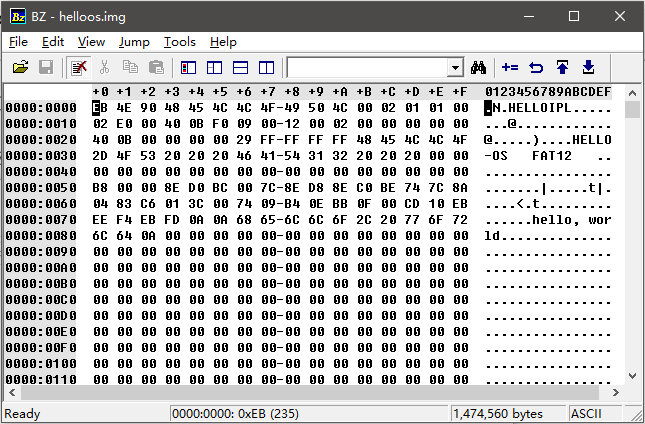 BZ - helloos.img
File Edit View Jump Tools Help
+0 +1 +2 +3 +4 +5 +6 +7 +8 +9 +A +B +C +D +E +F 0123456789ABCDEF
0000:0000 EB 4E 90 48 45 4C 4C 4F-49 50 4C 00 02 01 01 00 .N.HELLOIPL.....
0000:0010 02 E0 00 40 0B F0 09 00-12 00 02 00 00 00 00 00 ...@............
0000:0020 40 0B 00 00 00 00 29 FF-FF FF FF 48 45 4C 4C 4F @.....)....HELLO
0000:0030 2D 4F 53 20 20 20 46 41-54 31 32 20 20 20 00 00 -OS   FAT12   ..
0000:0040 00 00 00 00 00 00 00 00-00 00 00 00 00 00 00 00 ................
0000:0050 B8 00 00 8E D0 BC 00 7C-8E D8 8E C0 BE 74 7C 8A .......|.....t|.
0000:0060 04 83 C6 01 3C 00 74 09-B4 0E BB 0F 00 CD 10 EB ....<.t.........
0000:0070 EE F4 EB FD 0A 0A 68 65-6C 6C 6F 2C 20 77 6F 72 ......hello, wor
0000:0080 6C 64 0A 00 00 00 00 00-00 00 00 00 00 00 00 00 ld..............
0000:0090 00 00 00 00 00 00 00 00-00 00 00 00 00 00 00 00 ................
0000:00A0 00 00 00 00 00 00 00 00-00 00 00 00 00 00 00 00 ................
0000:00B0 00 00 00 00 00 00 00 00-00 00 00 00 00 00 00 00 ................
0000:00C0 00 00 00 00 00 00 00 00-00 00 00 00 00 00 00 00 ................
0000:00D0 00 00 00 00 00 00 00 00-00 00 00 00 00 00 00 00 ................
0000:00E0 00 00 00 00 00 00 00 00-00 00 00 00 00 00 00 00 ................
0000:00F0 00 00 00 00 00 00 00 00-00 00 00 00 00 00 00 00 ................
0000:0100 00 00 00 00 00 00 00 00-00 00 00 00 00 00 00 00 ................
0000:0110 00 00 00 00 00 00 00 00-00 00 00 00 00 00 00 00 ................
Ready 0000:0000: 0xEB (235) 1,474,560 bytes ASCII